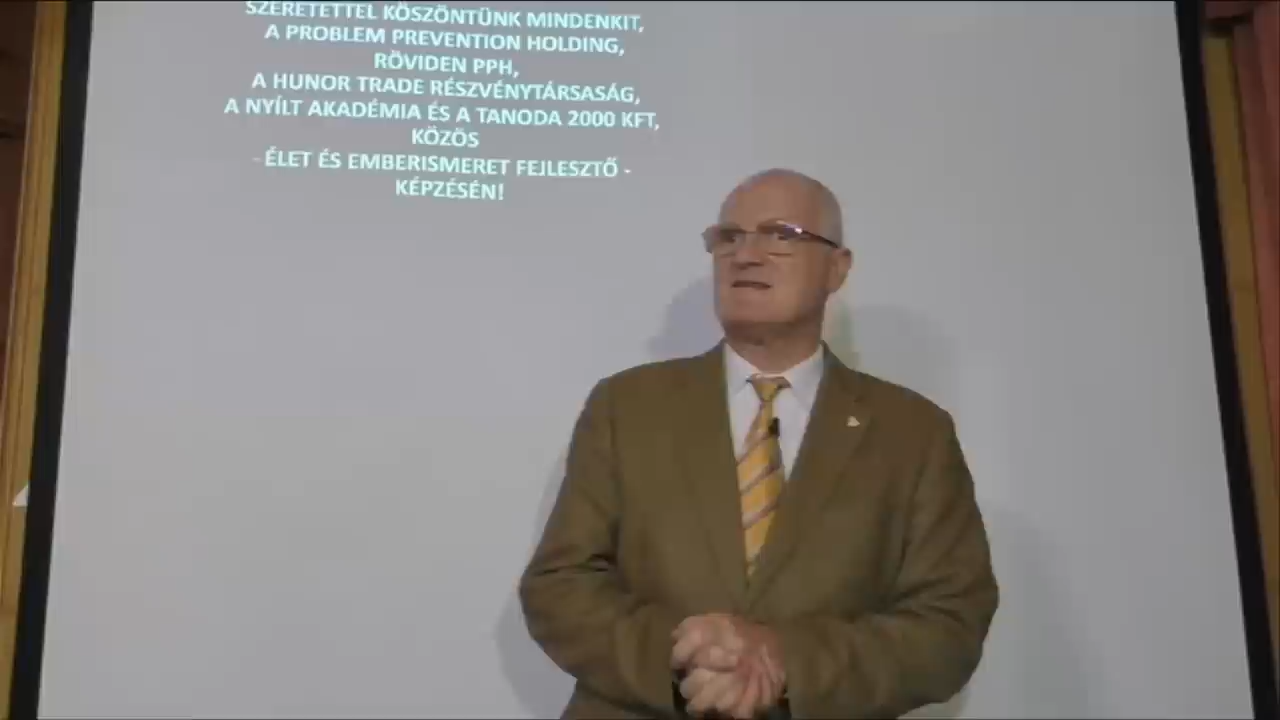 SZERETETTEL KÖSZÖNTÜNK MINDENKIT,
A PROBLEM PREVENTION HOLDING,
RÖVIDEN PPH,
A HUNOR TRADE RÉSZVÉNYTÁRSASÁG,
A NYÍLT AKADÉMIA ÉS A TANODA 2000 KFT,
KÖZÖS
- ÉLET ÉS EMBERISMERET FEJLESZTŐ -
KÉPZÉSÉN!